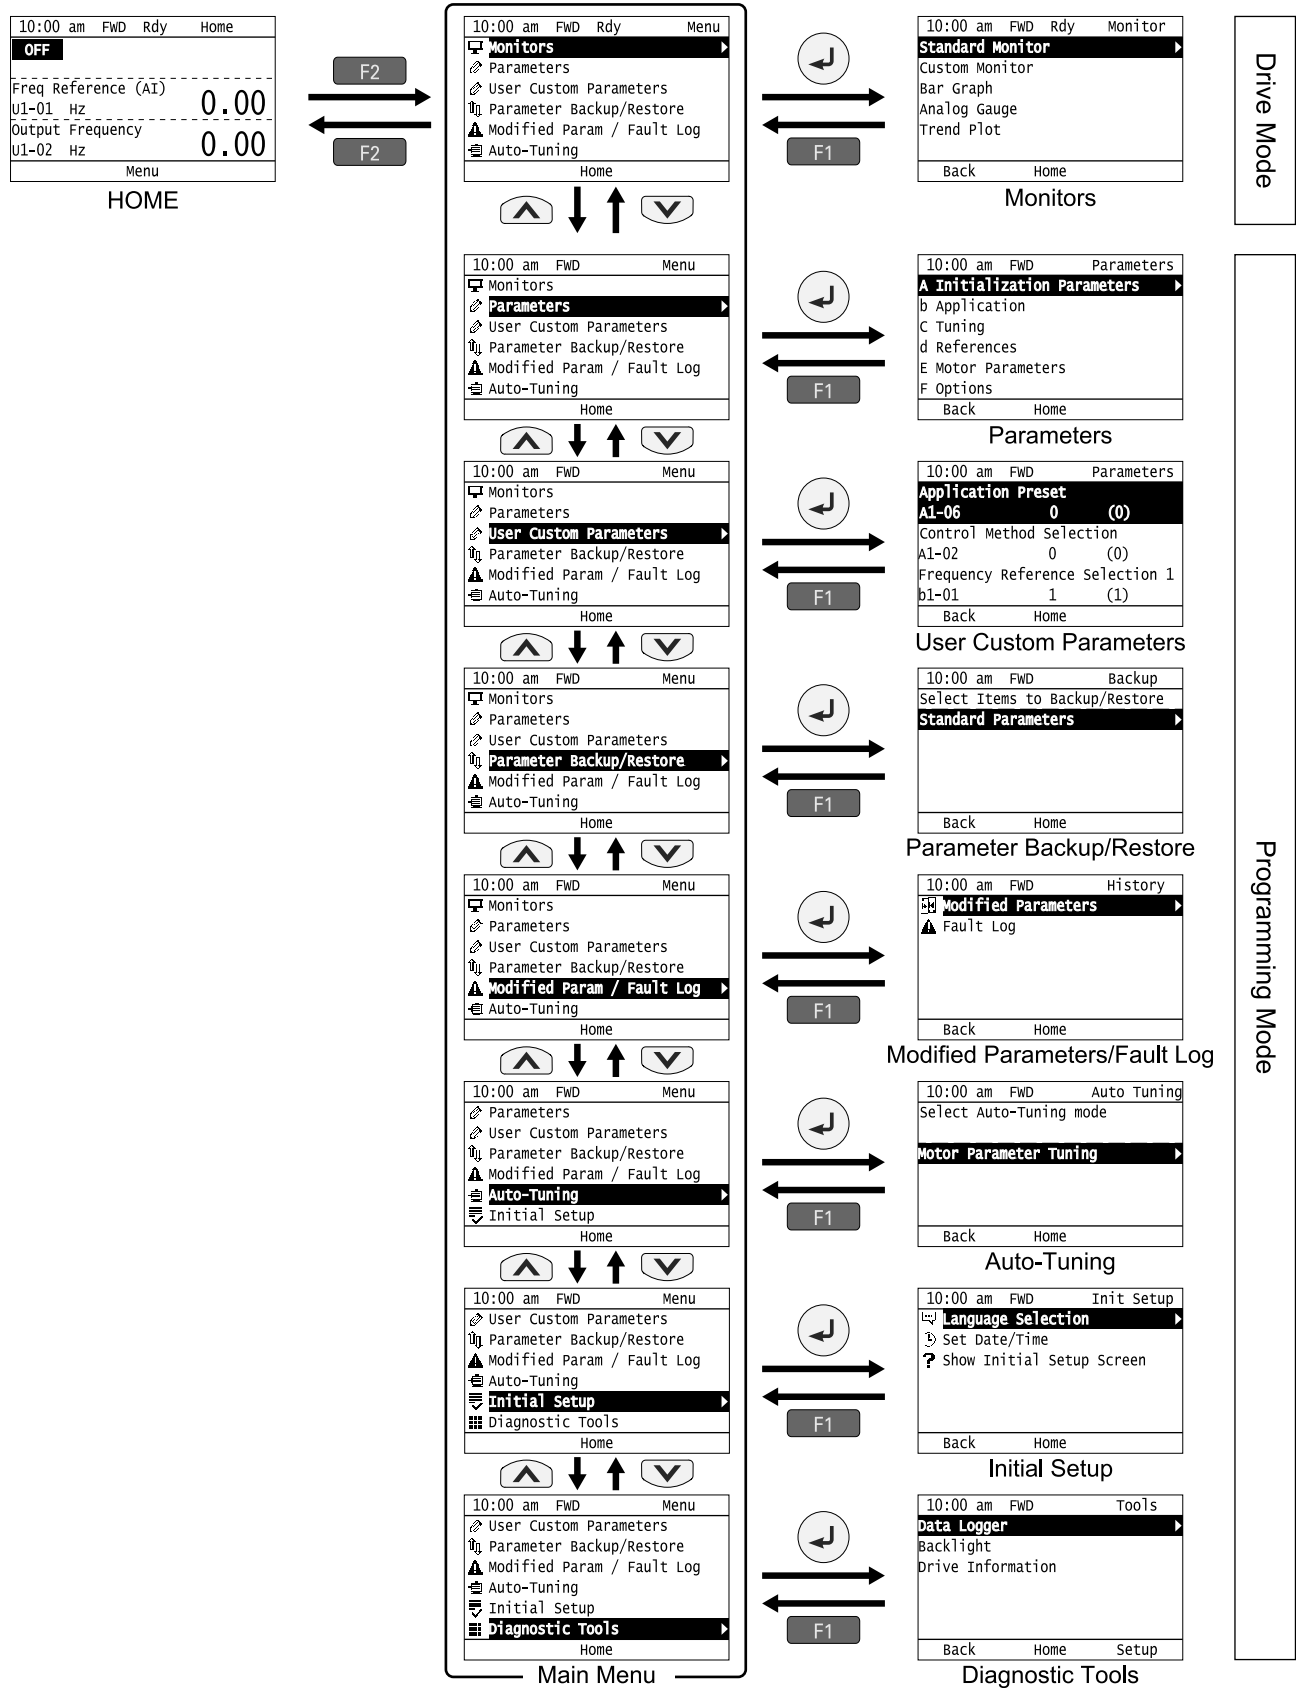 10:00 am FWD Rdy Home
OFF
Freq Reference (AI)
U1-01 Hz 0.00
Output Frequency
U1-02 Hz 0.00
Menu
HOME
F2
F2
10:00 am FWD Rdy Menu
Monitors
Parameters
User Custom Parameters
Parameter Backup/Restore
Modified Param / Fault Log
Auto-Tuning
Home
F1
10:00 am FWD Rdy Monitor
Standard Monitor
Custom Monitor
Bar Graph
Analog Gauge
Trend Plot
Back Home
Monitors
Drive Mode
10:00 am FWD Menu
Monitors
Parameters
User Custom Parameters
Parameter Backup/Restore
Modified Param / Fault Log
Auto-Tuning
Home
F1
10:00 am FWD Parameters
A Initialization Parameters
b Application
C Tuning
d References
E Motor Parameters
F Options
Back Home
Parameters
10:00 am FWD Menu
Monitors
Parameters
User Custom Parameters
Parameter Backup/Restore
Modified Param / Fault Log
Auto-Tuning
Home
F1
10:00 am FWD Parameters
Application Preset
A1-06 0 (0)
Control Method Selection
A1-02 0 (0)
Frequency Reference Selection 1
b1-01 1 (1)
Back Home
User Custom Parameters
10:00 am FWD Menu
Monitors
Parameters
User Custom Parameters
Parameter Backup/Restore
Modified Param / Fault Log
Auto-Tuning
Home
F1
10:00 am FWD Backup
Select Items to Backup/Restore
Standard Parameters
Back Home
Parameter Backup/Restore
10:00 am FWD Menu
Monitors
Parameters
User Custom Parameters
Parameter Backup/Restore
Modified Param / Fault Log
Auto-Tuning
Home
F1
10:00 am FWD History
Modified Parameters
Fault Log
Back Home
Modified Parameters/Fault Log
10:00 am FWD Menu
Parameters
User Custom Parameters
Parameter Backup/Restore
Modified Param / Fault Log
Auto-Tuning
Initial Setup
Home
F1
10:00 am FWD Auto Tuning
Select Auto-Tuning mode
Motor Parameter Tuning
Back Home
Auto-Tuning
10:00 am FWD Menu
User Custom Parameters
Parameter Backup/Restore
Modified Param / Fault Log
Auto-Tuning
Initial Setup
Diagnostic Tools
Home
F1
10:00 am FWD Init Setup
Language Selection
Set Date/Time
? Show Initial Setup Screen
Back Home
Initial Setup
10:00 am FWD Menu
User Custom Parameters
Parameter Backup/Restore
Modified Param / Fault Log
Auto-Tuning
Initial Setup
Diagnostic Tools
Home
Main Menu
F1
10:00 am FWD Tools
Data Logger
Backlight
Drive Information
Back Home Setup
Diagnostic Tools
Programming Mode